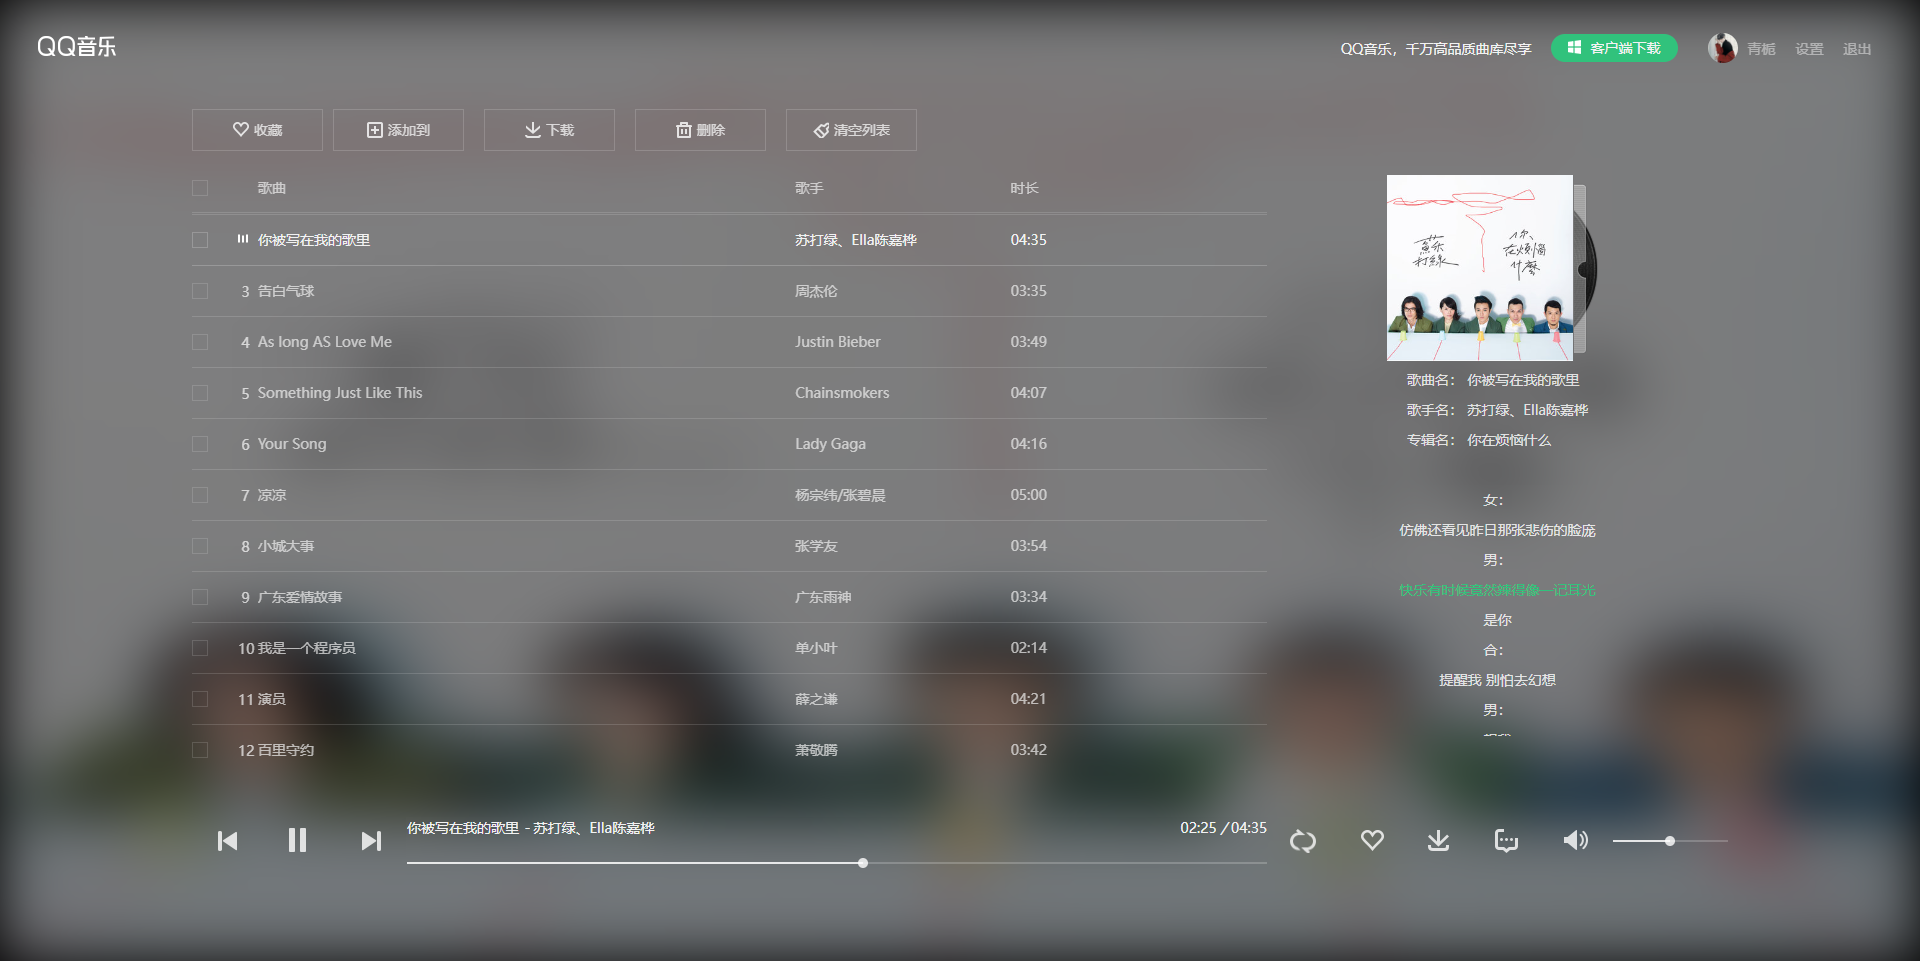 QQ音乐
QQ音乐，千万高品质曲库尽享 客户端下载 青栀 设置 退出
收藏 添加到 下载 删除 清空列表
歌曲 歌手 时长
你被写在我的歌里 苏打绿、Ella陈嘉桦 04:35
3 告白气球 周杰伦 03:35
4 As long AS Love Me Justin Bieber 03:49
5 Something Just Like This Chainsmokers 04:07
6 Your Song Lady Gaga 04:16
7 凉凉 杨宗纬/张碧晨 05:00
8 小城大事 张学友 03:54
9 广东爱情故事 广东雨神 03:34
10 我是一个程序员 单小叶 02:14
11 演员 薛之谦 04:21
12 百里守约 萧敬腾 03:42
蘇
打綠
你、
在煩惱
什麼
歌曲名： 你被写在我的歌里
歌手名： 苏打绿、Ella陈嘉桦
专辑名： 你在烦恼什么
女：
仿佛还看见昨日那张悲伤的脸庞
男：
快乐有时候竟然辣得像一记耳光
是你
合：
提醒我 别怕去幻想
男：
你被写在我的歌里 - 苏打绿、Ella陈嘉桦 02:25 /04:35